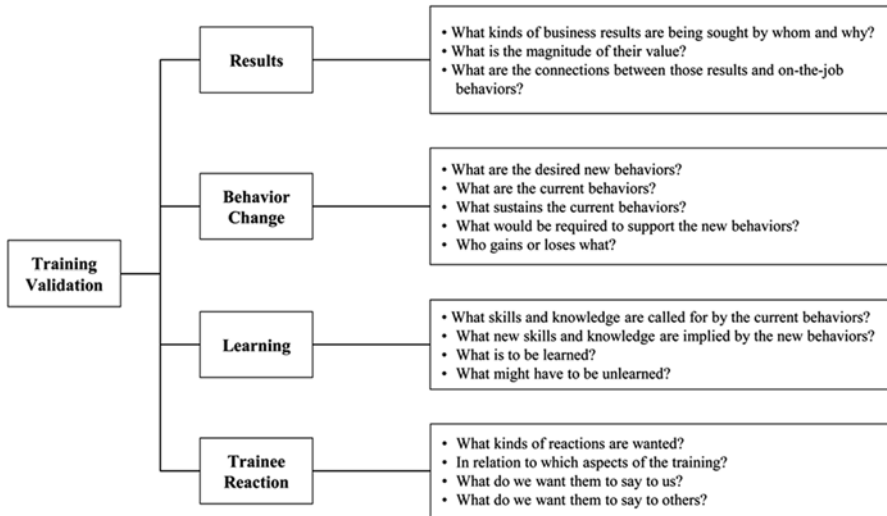 Training
Validation
Results
• What kinds of business results are being sought by whom and why?
• What is the magnitude of their value?
• What are the connections between those results and on-the-job
behaviors?
Behavior
Change
• What are the desired new behaviors?
• What are the current behaviors?
• What sustains the current behaviors?
• What would be required to support the new behaviors?
• Who gains or loses what?
Learning
• What skills and knowledge are called for by the current behaviors?
• What new skills and knowledge are implied by the new behaviors?
• What is to be learned?
• What might have to be unlearned?
Trainee
Reaction
• What kinds of reactions are wanted?
• In relation to which aspects of the training?
• What do we want them to say to us?
• What do we want them to say to others?